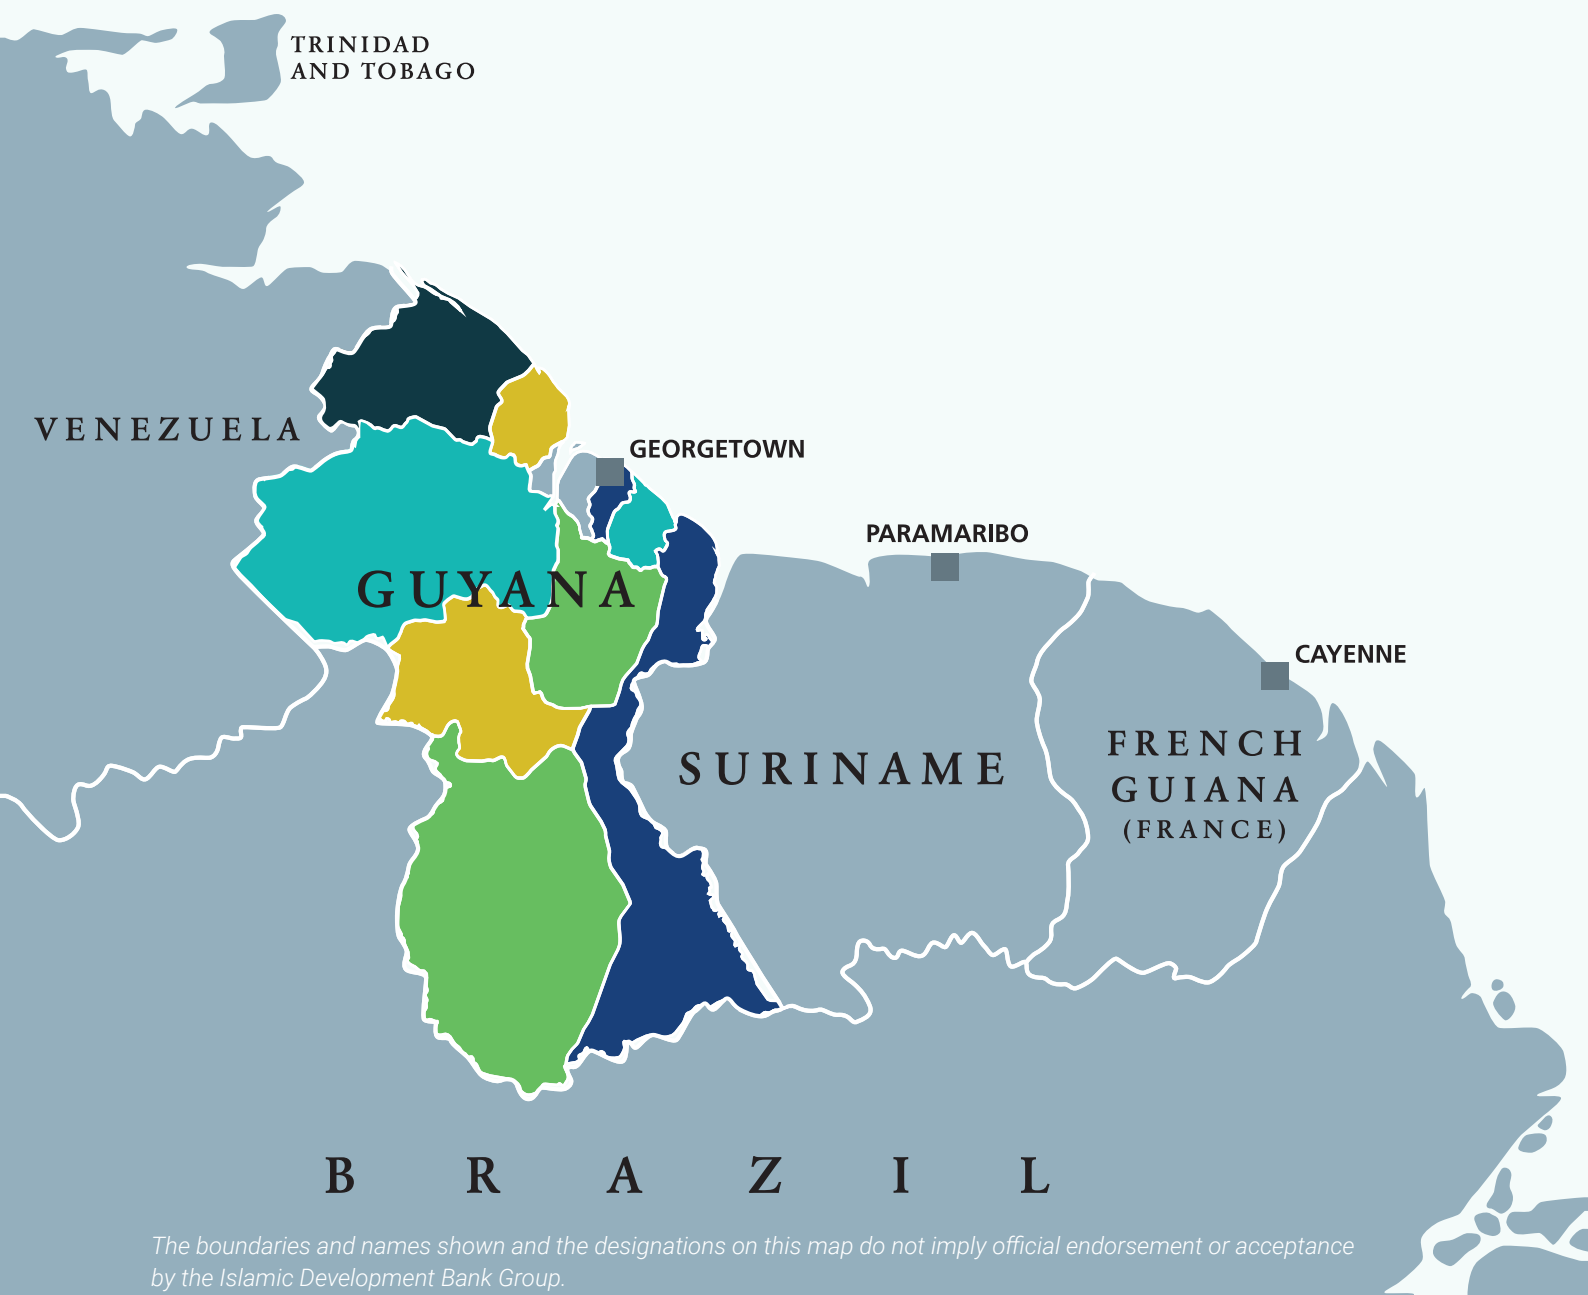 TRINIDAD
AND TOBAGO
VENEZUELA
GEORGETOWN
PARAMARIBO
GUYANA
CAYENNE
SURINAME
FRENCH
GUIANA
(FRANCE)
BRAZIL
The boundaries and names shown and the designations on this map do not imply official endorsement or acceptance
by the Islamic Development Bank Group.